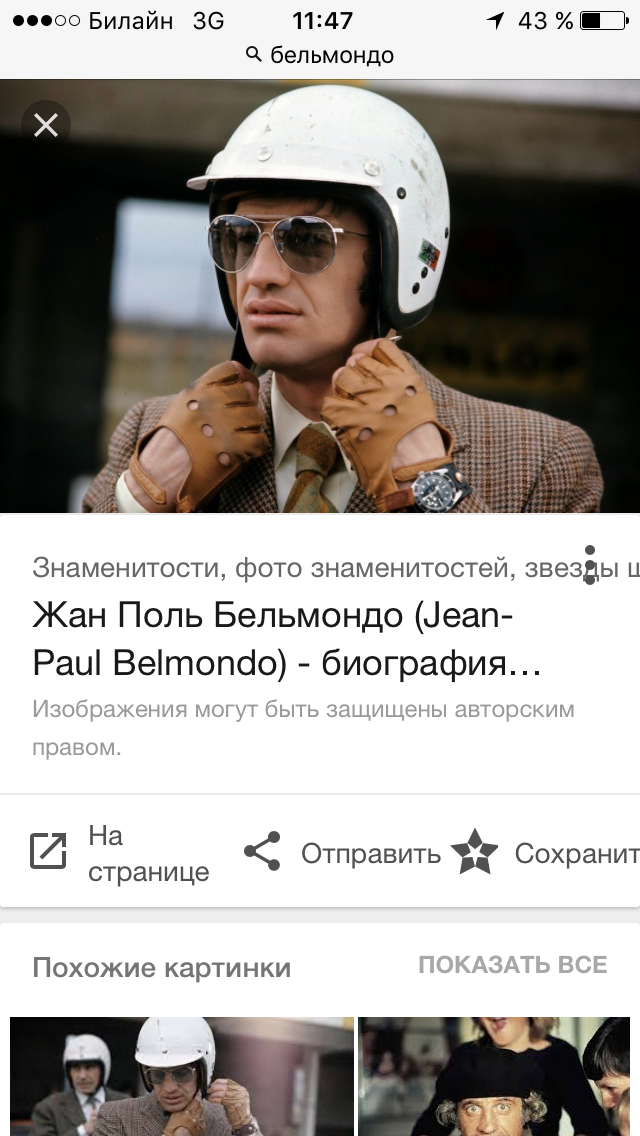 Билайн 3G 11:47 43 %
бельмондо
Знаменитости, фото знаменитостей, звезды ш
Жан Поль Бельмондо (Jean-
Paul Belmondo) - биография…
Изображения могут быть защищены авторским
правом.
На
странице
Отправить
Сохранит
Похожие картинки
ПОКАЗАТЬ ВСЕ